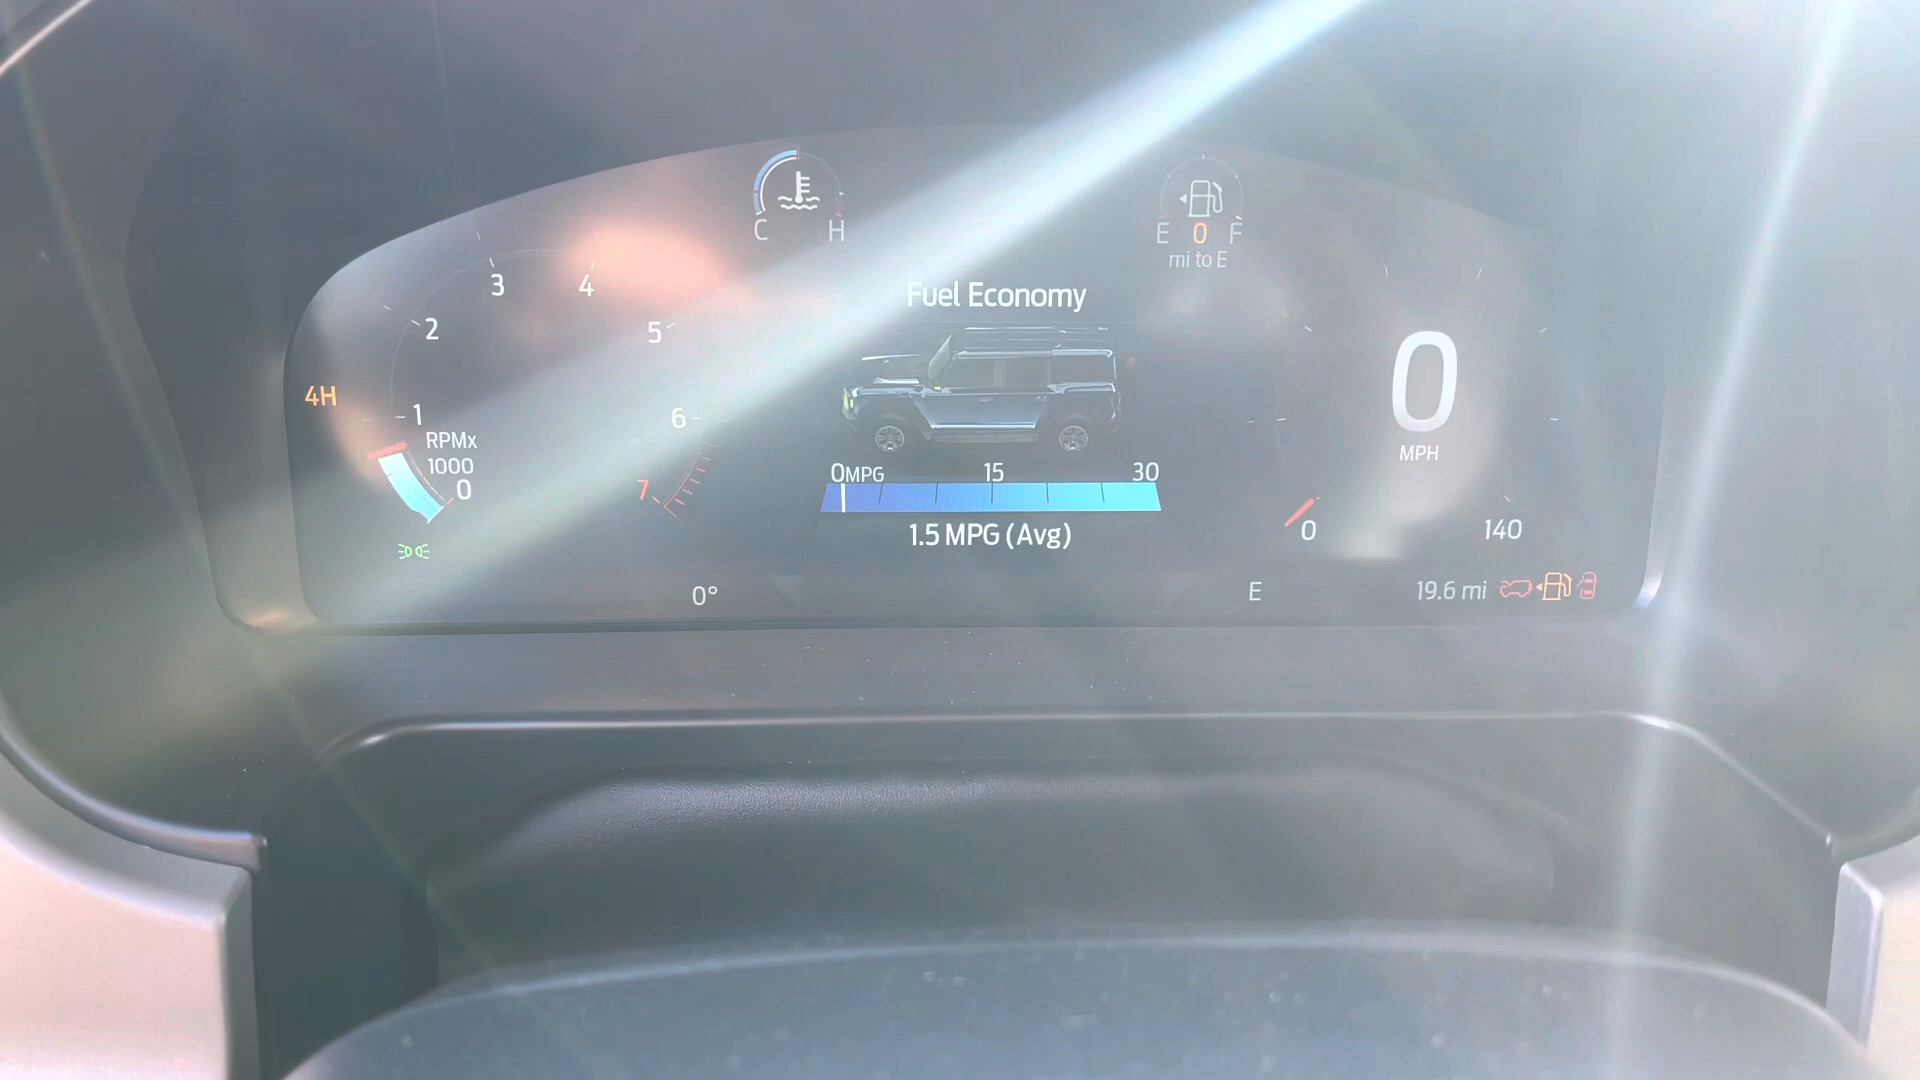 C H
E 0 F
mi to E
Fuel Economy
3 4
2 5
4H
1 6
RPMx
1000
0 7
0
MPH
0MPG 15 30
1.5 MPG (Avg)
0 140
0° E 19.6 mi